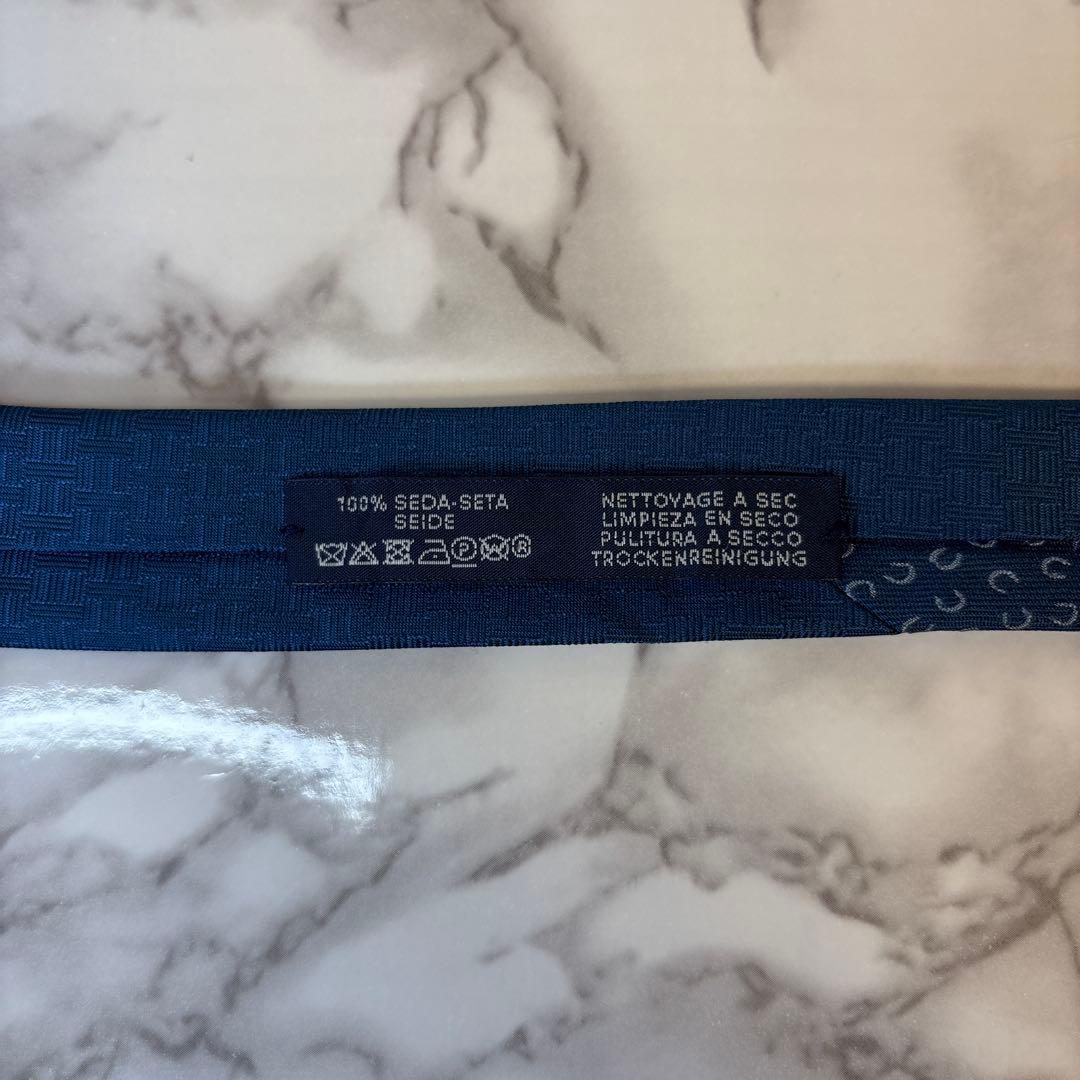 100% SEDA-SETA
SEIDE
NETTOYAGE A SEC
LIMPIEZA EN SECO
PULITURA A SECCO
TROCKENREINIGUNG